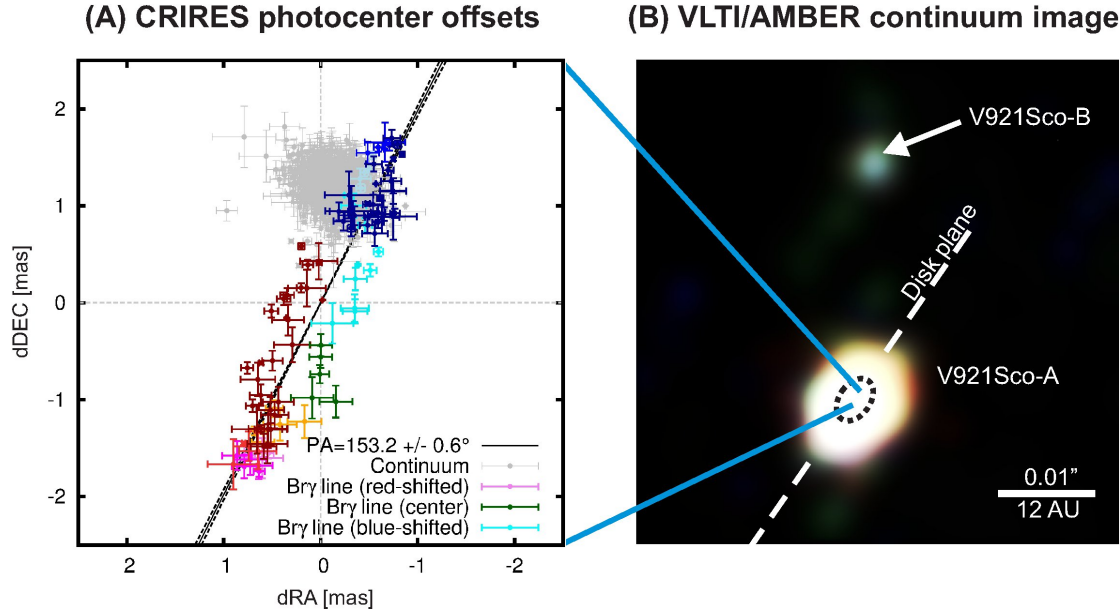 (A) CRIRES photocenter offsets
(B) VLTI/AMBER continuum image
2
1
0
-1
-2
dDEC [mas]
PA=153.2 +/- 0.6°
Continuum
Brγ line (red-shifted)
Brγ line (center)
Brγ line (blue-shifted)
2
1
0
-1
-2
dRA [mas]
V921Sco-B
Disk plane
V921Sco-A
0.01”
12 AU